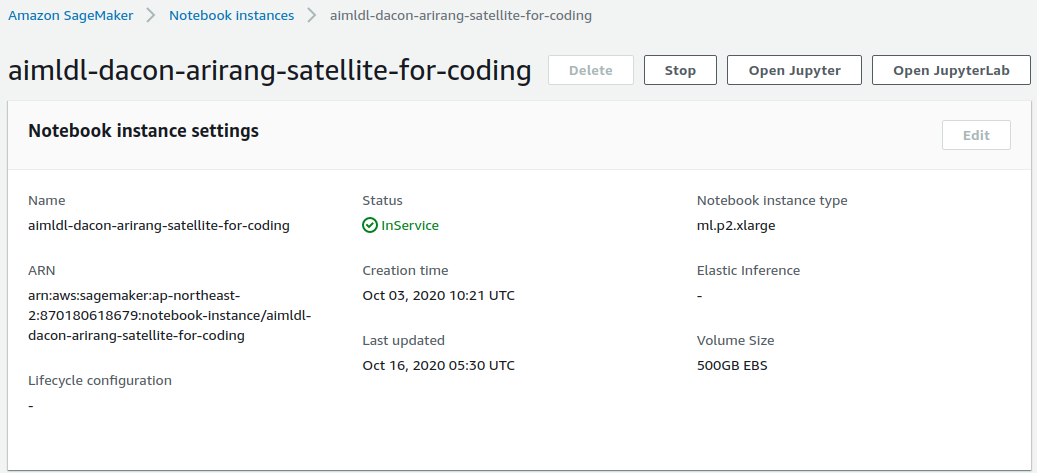 Amazon SageMaker > Notebook instances > aimldl-dacon-arirang-satellite-for-coding
aimldl-dacon-arirang-satellite-for-coding Delete Stop Open Jupyter Open JupyterLab
Notebook instance settings Edit
Name
aimldl-dacon-arirang-satellite-for-coding
ARN
arn:aws:sagemaker:ap-northeast-
2:870180618679:notebook-instance/aimldl-
dacon-arirang-satellite-for-coding
Lifecycle configuration
-
Status
InService
Creation time
Oct 03, 2020 10:21 UTC
Last updated
Oct 16, 2020 05:30 UTC
Notebook instance type
ml.p2.xlarge
Elastic Inference
-
Volume Size
500GB EBS